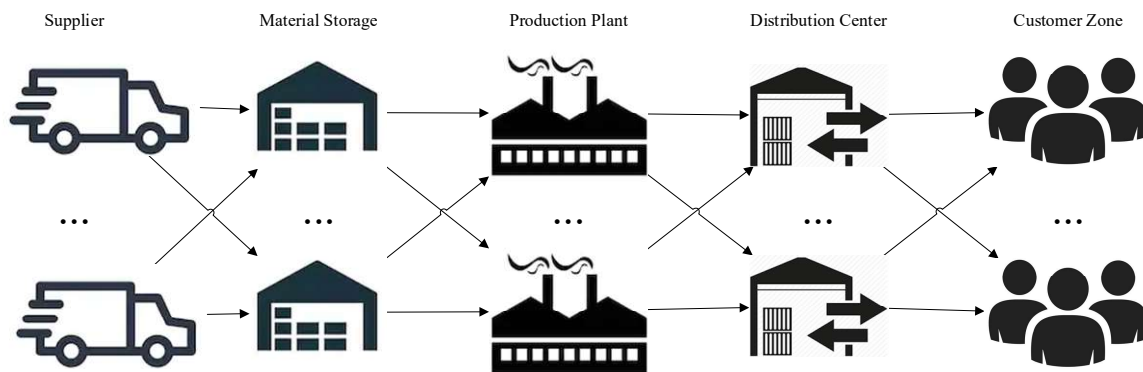 Supplier
Material Storage
Production Plant
Distribution Center
Customer Zone
... ... ... ... ...